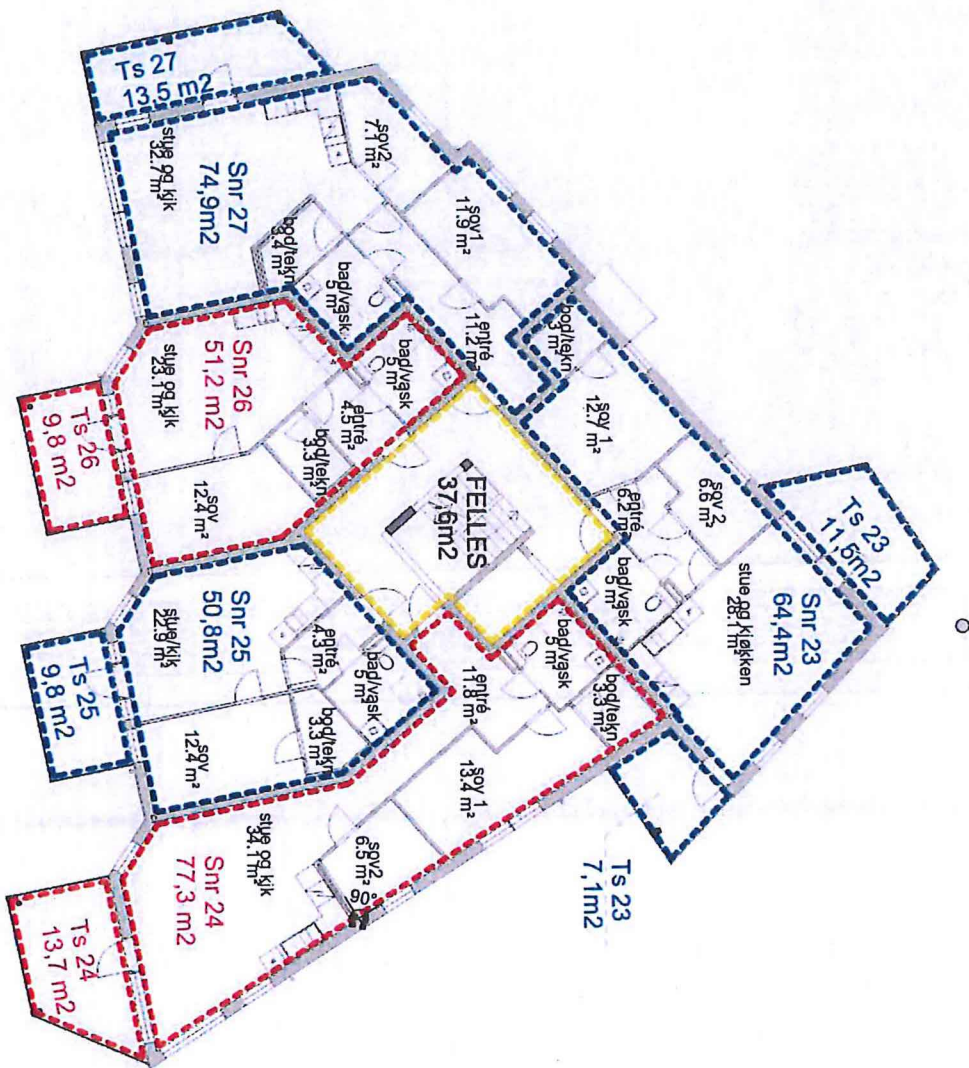 Ts 27
13,5 m2
Snr 27
74,9m2
stue og kjk
32.7 m²
sov2
7.1 m²
sov1
11.9 m²
bod/tekn
3.4 m²
bad/vask
5 m²
entré
11.2 m²
Snr 26
51,2 m2
stue og kjk
23.1 m²
bad/vask
5 m²
entré
4.5 m²
bod/tekn
3.3 m²
sov
12.4 m²
Ts 26
9,8 m2
FELLES
37,6m2
bod/tekn
3 m²
sov 1
12.7 m²
sov 2
6.6 m²
entré
6.2 m²
bad/vask
5 m²
stue og kjøkken
Snr 23
64,4m2
Ts 23
11,5m2
Ts 23
7,1m2
Snr 25
50,8m2
stue/kjk
22.9 m²
entré
4.3 m²
bad/vask
5 m²
bod/tekn
3.3 m²
sov
12.4 m²
Ts 25
9,8 m2
bad/vask
5 m²
bod/tekn
3.3 m²
entré
11.8 m²
sov 1
13.4 m²
sov2
6.5 m²
90°
stue og kjk
34.1 m²
Snr 24
77,3 m2
Ts 24
13,7 m2